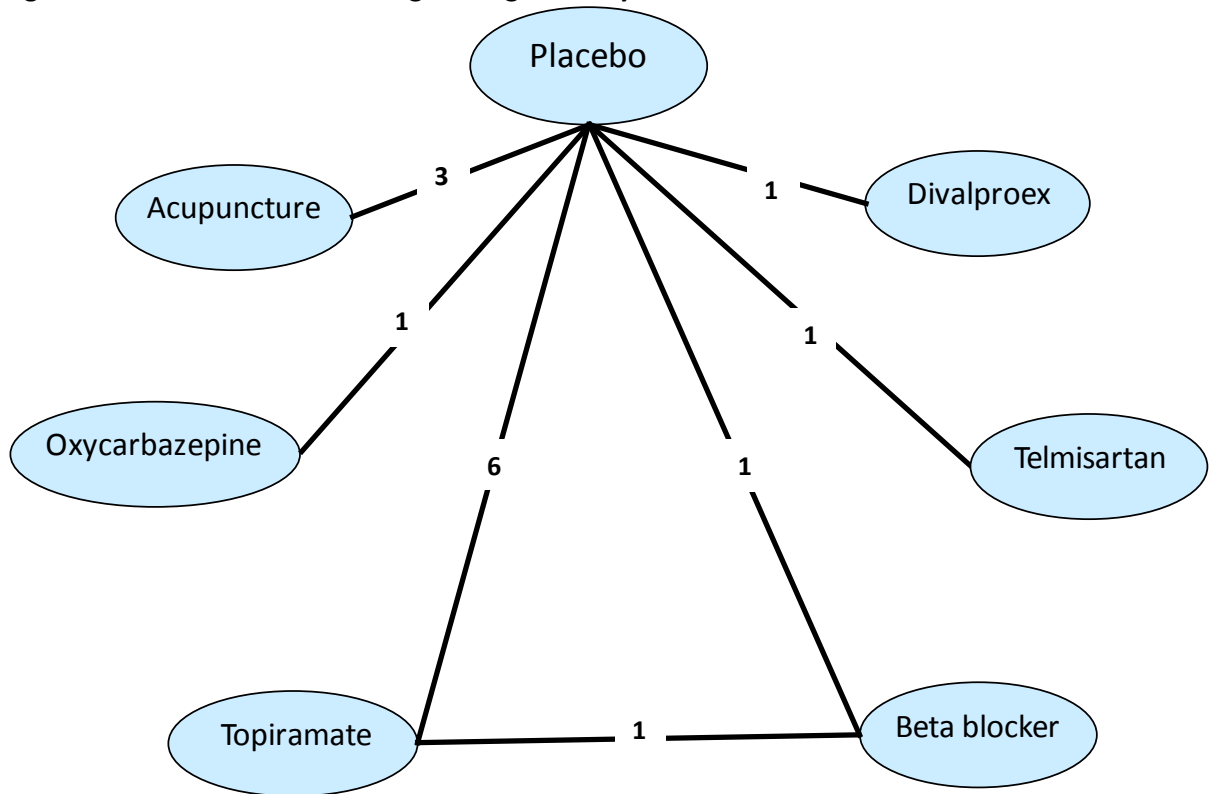 Placebo
Acupuncture
3
1
Divalproex
1
1
Oxycarbazepine
6
1
Telmisartan
Topiramate
1
Beta blocker